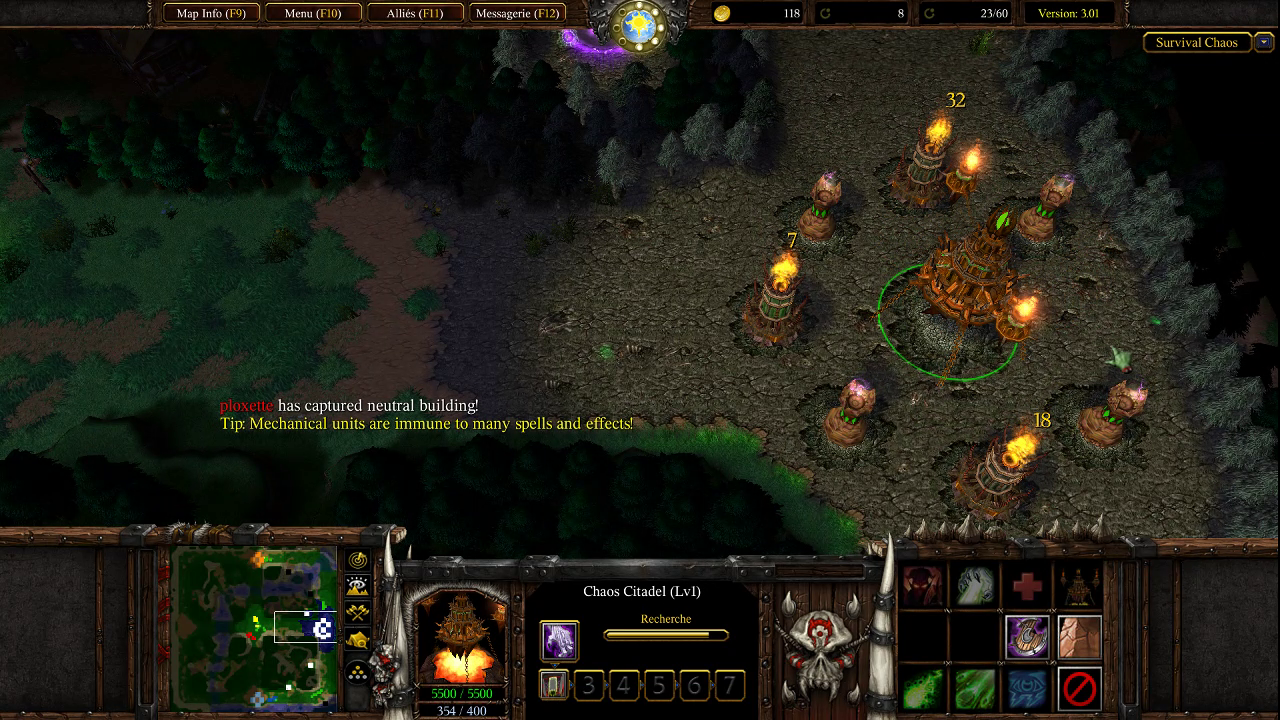 Map Info (F9) Menu (F10) Alliés (F11) Messagerie (F12) 118 8 23/60 Version: 3.01
Survival Chaos
32
7
ploxette has captured neutral building!
Tip: Mechanical units are immune to many spells and effects!
18
Chaos Citadel (Lv1)
Recherche
3 4 5 6 7
5500 / 5500
354 / 400